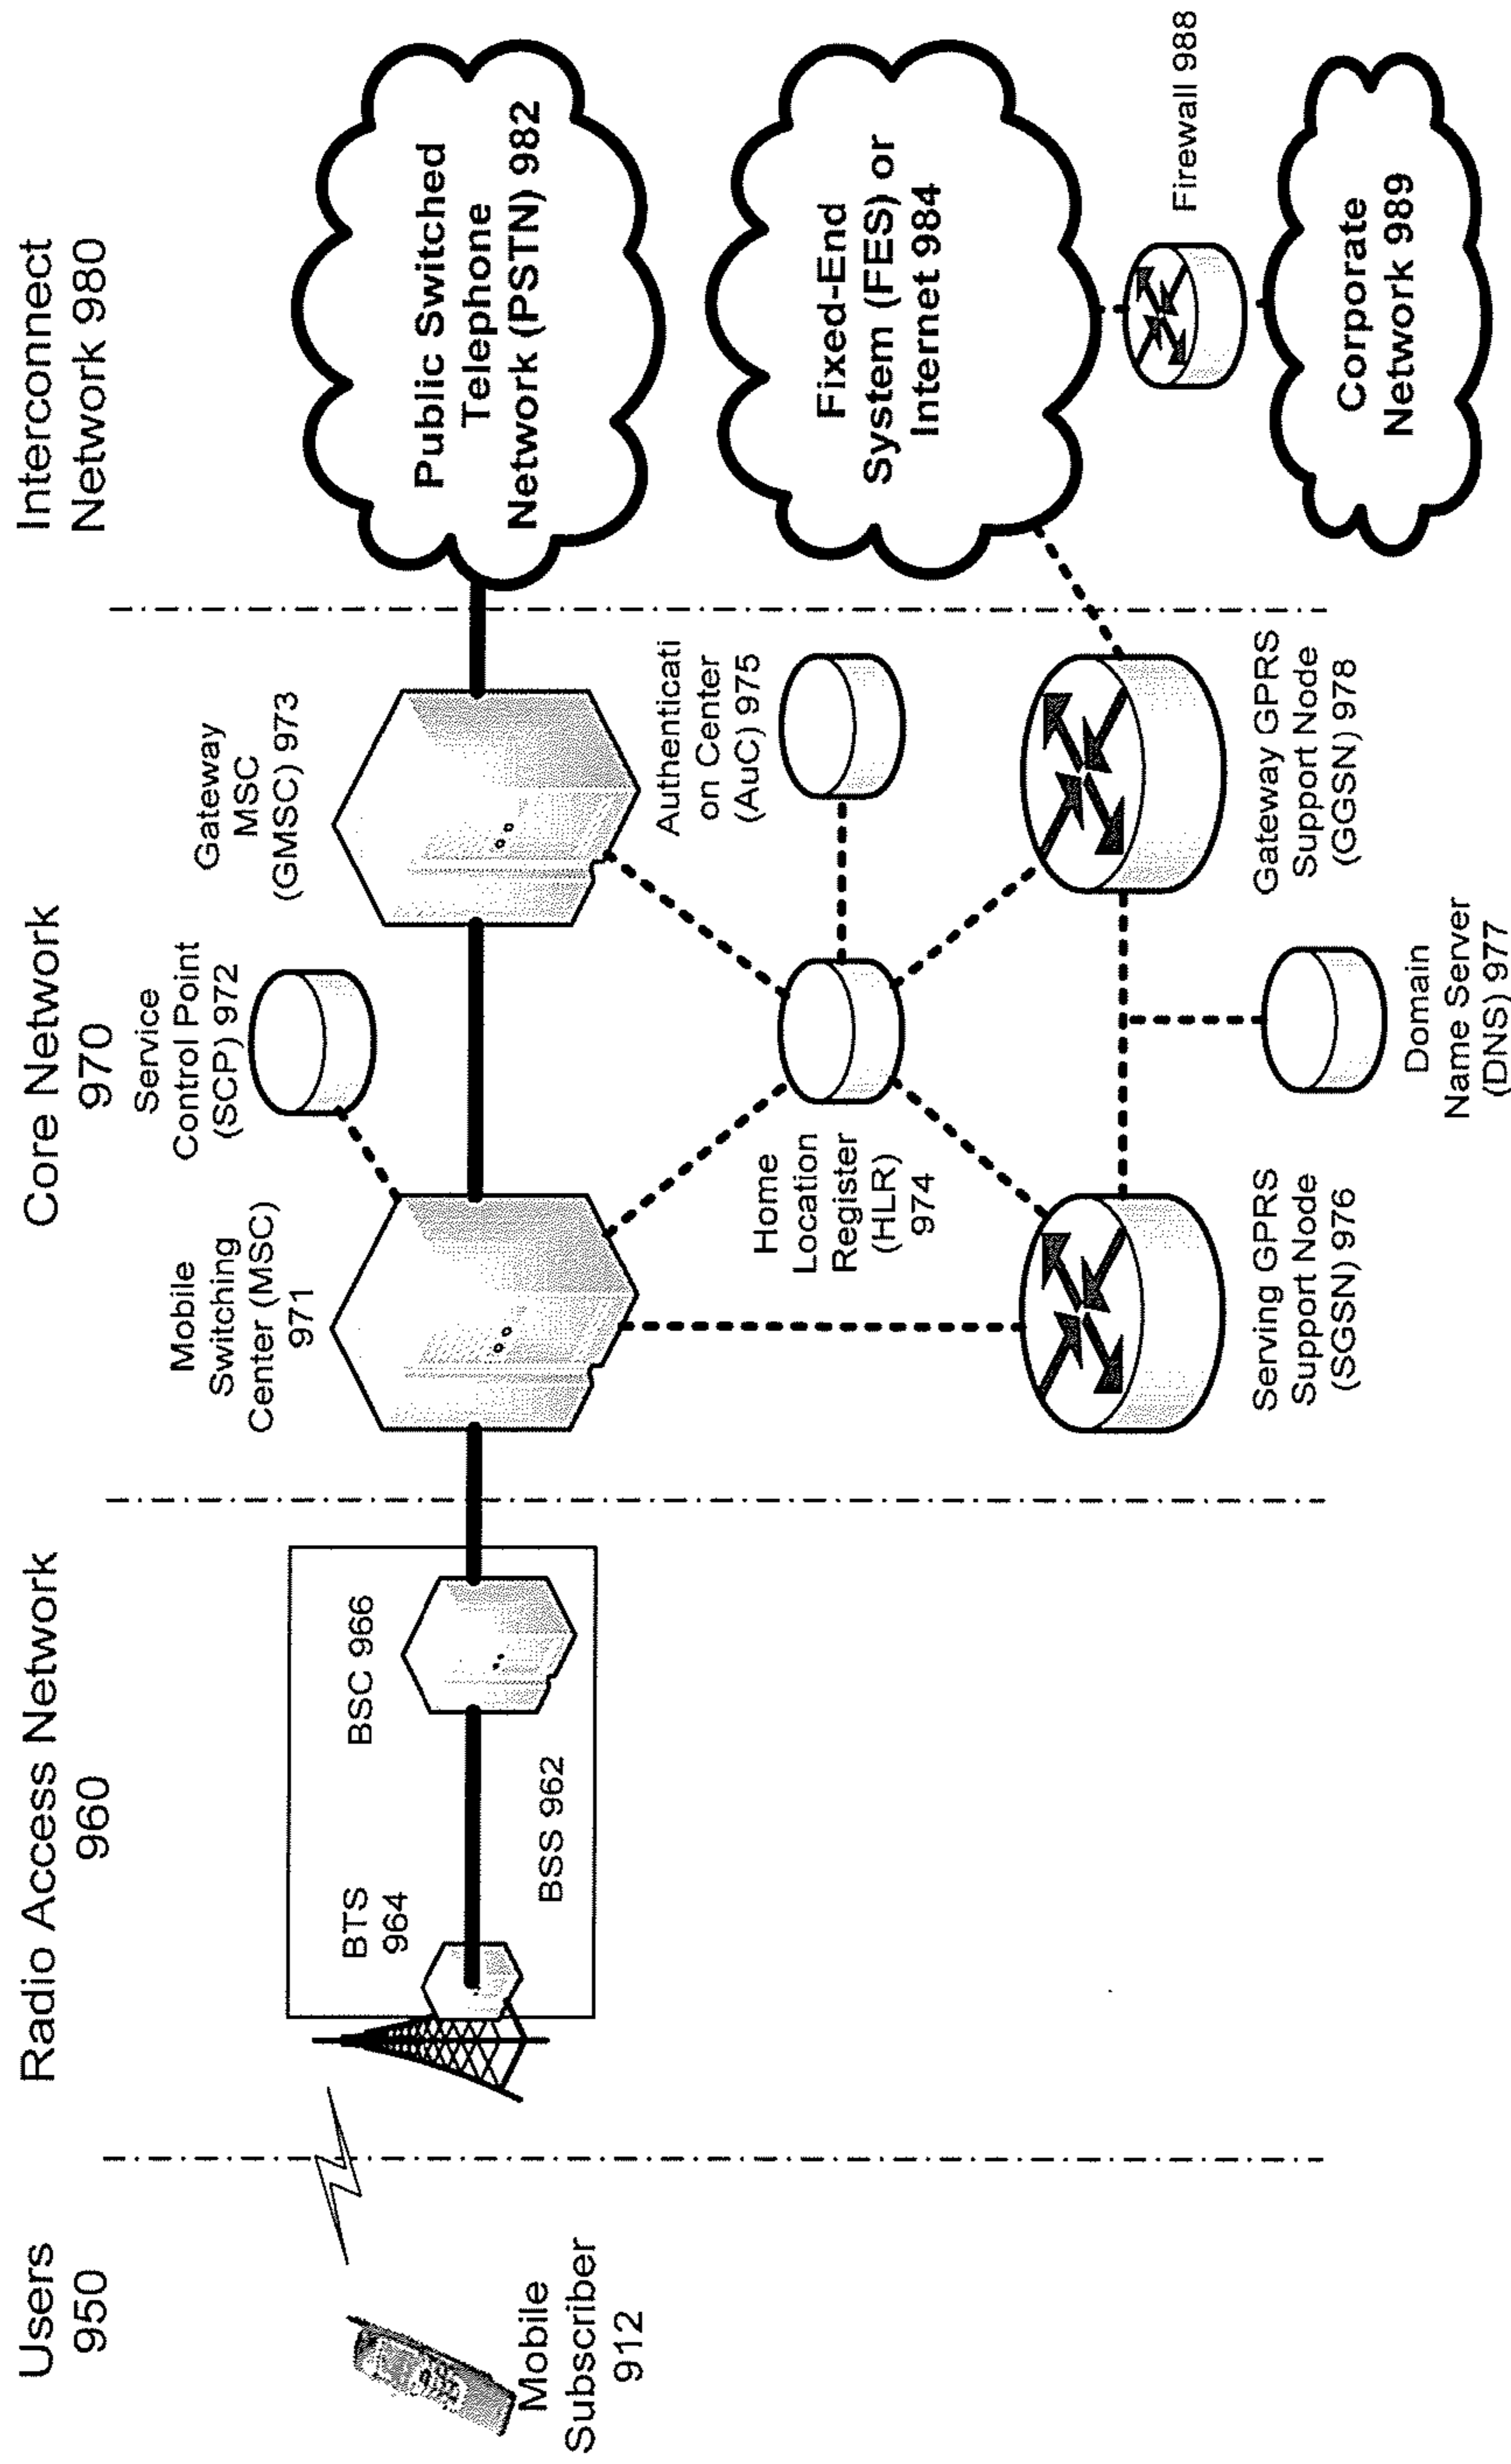 Users
950
Radio Access Network
960
Core Network
970
Interconnect
Network 980
Mobile
Subscriber
912
BTS
964
BSC 966
BSS 962
Mobile
Switching
Center (MSC)
971
Service
Control Point
(SCP) 972
Gateway
MSC
(GMSC) 973
Public Switched
Telephone
Network (PSTN) 982
Home
Location
Register
(HLR)
974
Authenticati
on Center
(AuC) 975
Fixed-End
System (FES) or
Internet 984
Serving GPRS
Support Node
(SGSN) 976
Domain
Name Server
(DNS) 977
Gateway GPRS
Support Node
(GGSN) 978
Firewall 988
Corporate
Network 989